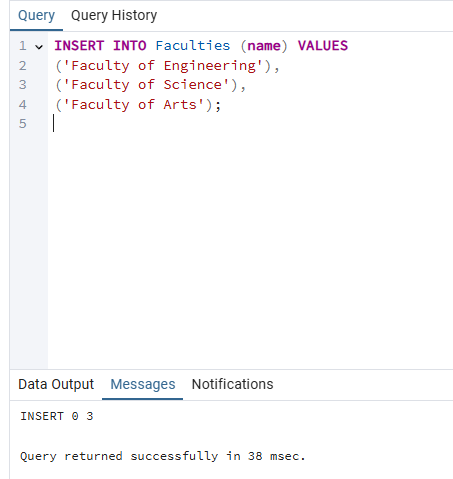 Query Query History
1 INSERT INTO Faculties (name) VALUES
2 ('Faculty of Engineering'),
3 ('Faculty of Science'),
4 ('Faculty of Arts');
5
Data Output Messages Notifications
INSERT 0 3
Query returned successfully in 38 msec.